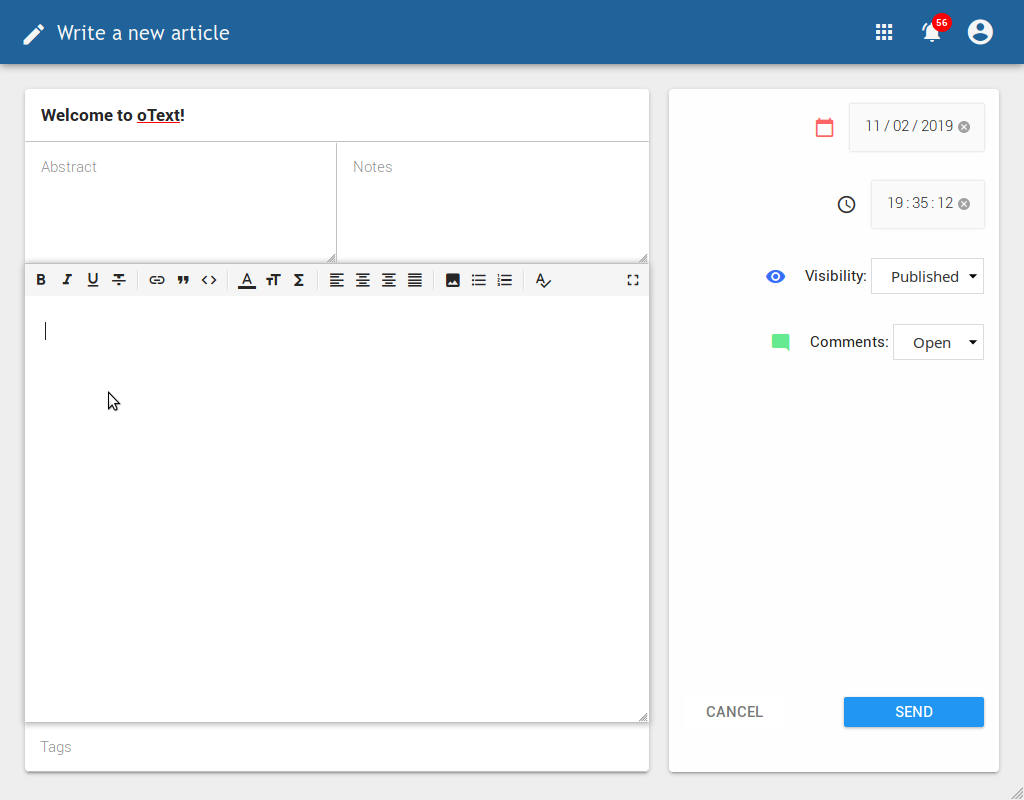 Write a new article
56
Welcome to oText!
Abstract
Notes
B I U S A TT Σ A
Tags
11 / 02 / 2019
19 : 35 : 12
Visibility: Published
Comments: Open
CANCEL
SEND